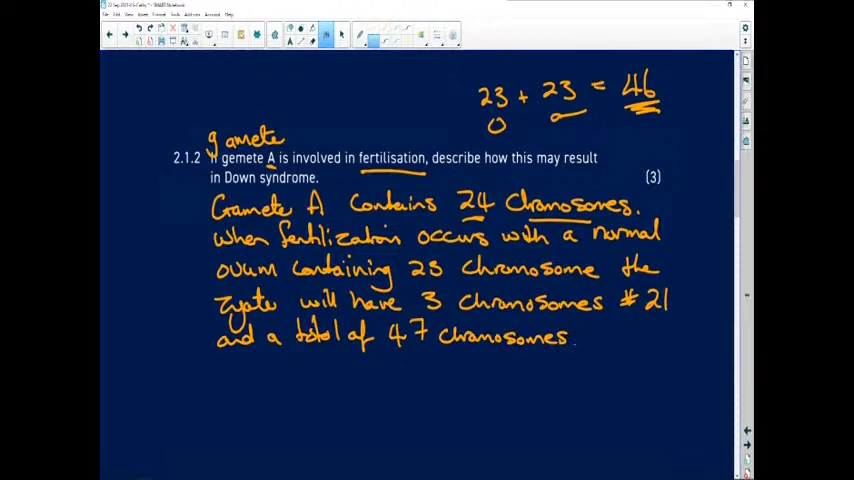 23 + 23 = 46
gamete
2.1.2 If gemete A is involved in fertilisation, describe how this may result
in Down syndrome. (3)
Gamete A contains 24 chromosomes.
When fertilization occurs with a normal
ovum containing 23 chromosome the
zygote will have 3 chromosomes # 21
and a total of 47 chromosomes.